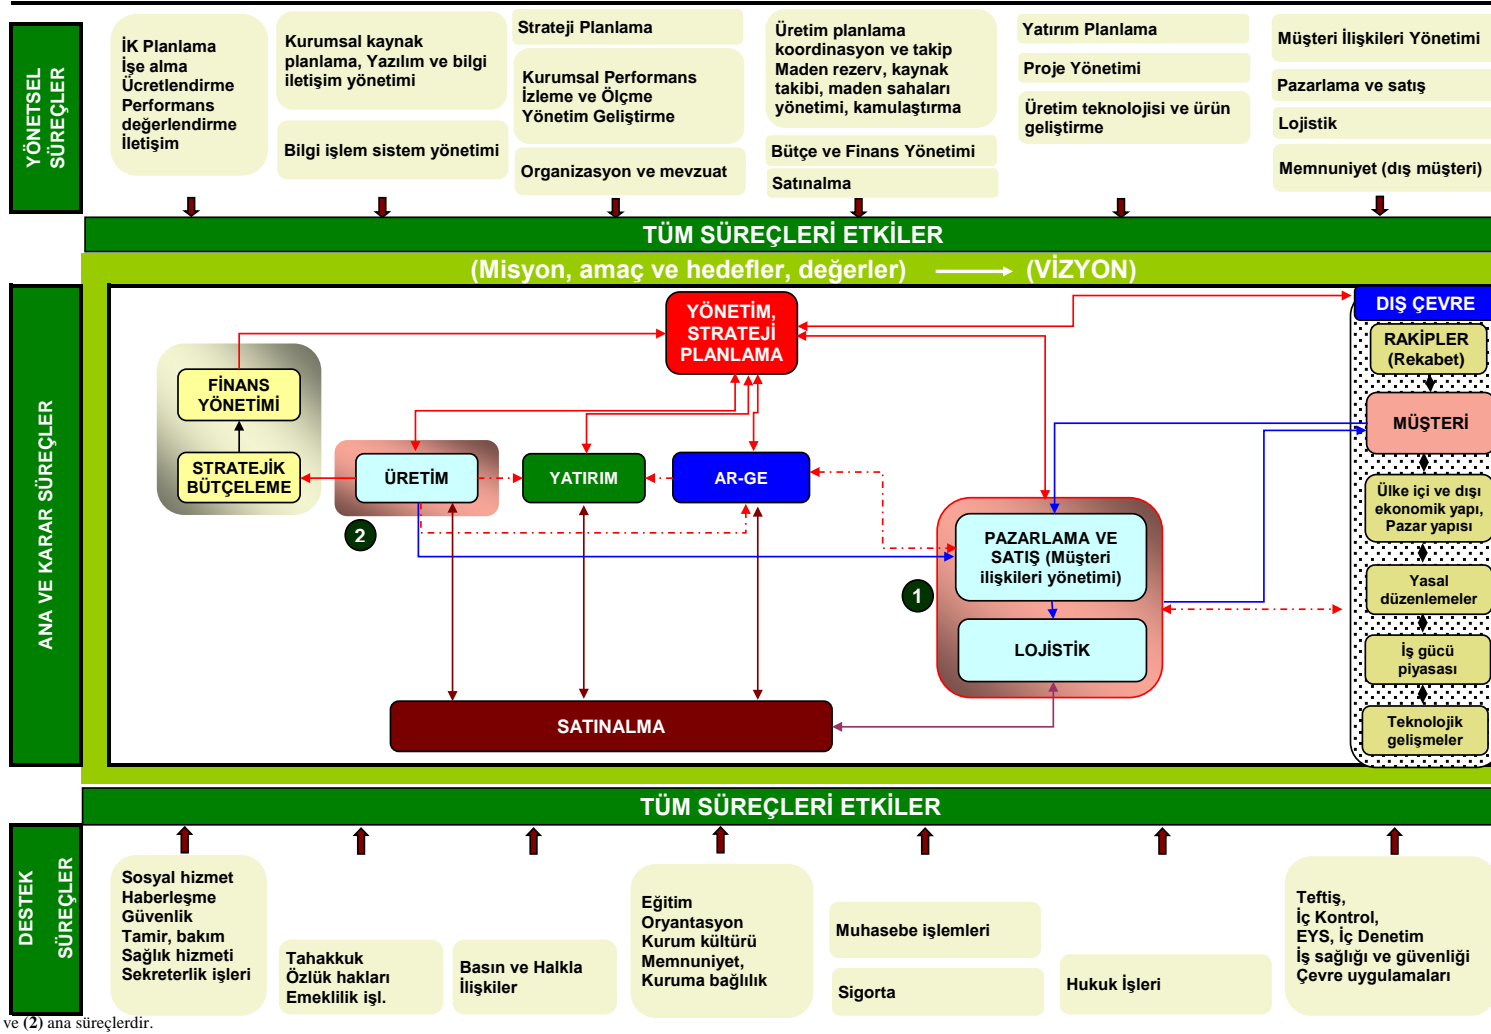 YÖNETSEL
SÜREÇLER
İK Planlama
İşe alma
Ücretlendirme
Performans
değerlendirme
İletişim
Kurumsal kaynak
planlama, Yazılım ve bilgi
iletişim yönetimi
Bilgi işlem sistem yönetimi
Strateji Planlama
Kurumsal Performans
İzleme ve Ölçme
Yönetim Geliştirme
Organizasyon ve mevzuat
Üretim planlama
koordinasyon ve takip
Maden rezerv, kaynak
takibi, maden sahaları
yönetimi, kamulaştırma
Bütçe ve Finans Yönetimi
Satınalma
Yatırım Planlama
Proje Yönetimi
Üretim teknolojisi ve ürün
geliştirme
Müşteri İlişkileri Yönetimi
Pazarlama ve satış
Lojistik
Memnuniyet (dış müşteri)
TÜM SÜREÇLERİ ETKİLER
(Misyon, amaç ve hedefler, değerler) (VİZYON)
ANA VE KARAR SÜREÇLER
YÖNETİM,
STRATEJİ
PLANLAMA
FİNANS
YÖNETİMİ
STRATEJİK
BÜTÇELEME
ÜRETİM
2
YATIRIM
AR-GE
1
PAZARLAMA VE
SATIŞ (Müşteri
ilişkileri yönetimi)
LOJİSTİK
SATINALMA
DIŞ ÇEVRE
RAKİPLER
(Rekabet)
MÜŞTERİ
Ülke içi ve dışı
ekonomik yapı,
Pazar yapısı
Yasal
düzenlemeler
İş gücü
piyasası
Teknolojik
gelişmeler
TÜM SÜREÇLERİ ETKİLER
DESTEK
SÜREÇLER
Sosyal hizmet
Haberleşme
Güvenlik
Tamir, bakım
Sağlık hizmeti
Sekreterlik işleri
Tahakkuk
Özlük hakları
Emeklilik işl.
Basın ve Halkla
İlişkiler
Eğitim
Oryantasyon
Kurum kültürü
Memnuniyet,
Kuruma bağlılık
Muhasebe işlemleri
Sigorta
Hukuk İşleri
Teftiş,
İç Kontrol,
EYS, İç Denetim
İş sağlığı ve güvenliği
Çevre uygulamaları
ve (2) ana süreçlerdir.